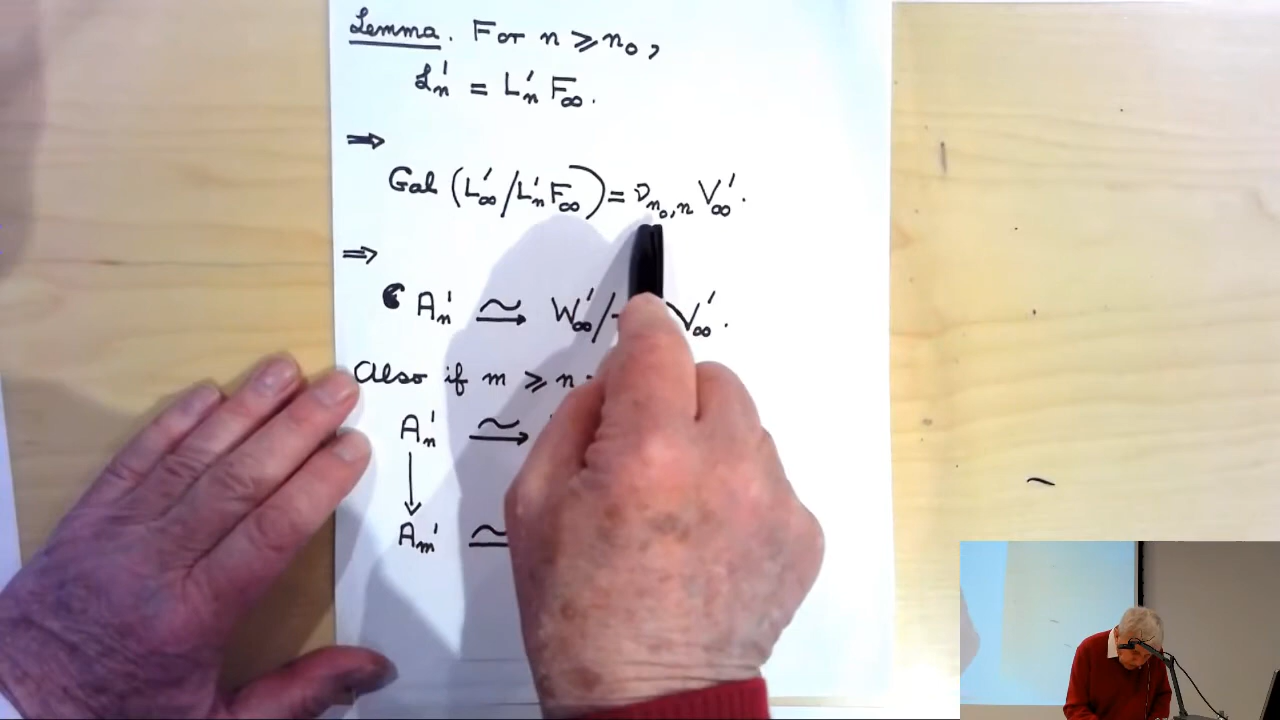 Lemma. For n ⩾ n₀,
ℒ'ₙ = L'ₙ F∞.
⟹
Gal (L'∞/L'ₙF∞) = ν_{n₀,n} V'∞.
⟹
A'ₙ ⥲ W'∞/ V'∞.
Also if m ⩾ n
A'ₙ ⥲
↓
A'ₘ ≃